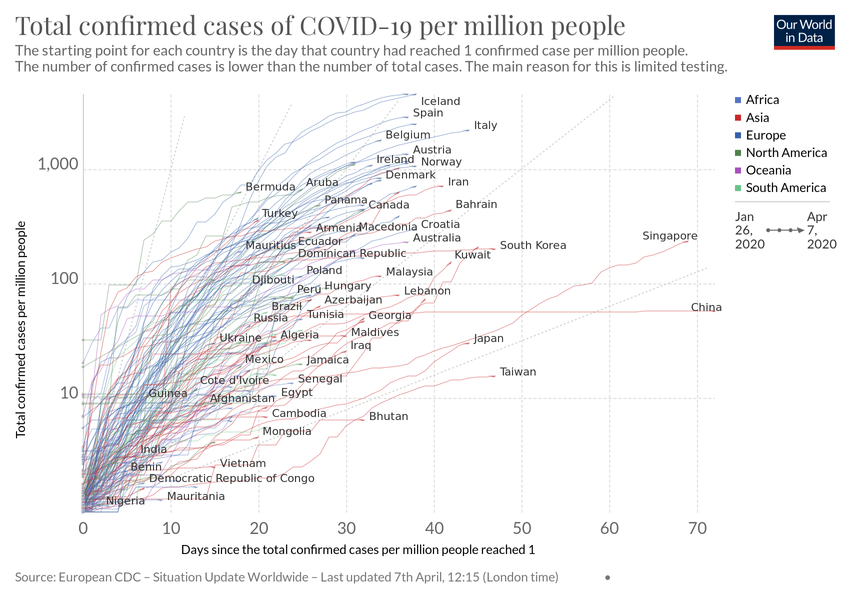 Total confirmed cases of COVID-19 per million people
Our World
in Data
The starting point for each country is the day that country had reached 1 confirmed case per million people.
The number of confirmed cases is lower than the number of total cases. The main reason for this is limited testing.
Africa
Asia
Europe
North America
Oceania
South America
Jan
26,
2020
Apr
7,
2020
Total confirmed cases per million people
1,000
100
10
Iceland
Spain
Italy
Belgium
Austria
Ireland
Norway
Denmark
Iran
Bermuda
Aruba
Panama
Canada
Bahrain
Turkey
Armenia
Macedonia
Croatia
Mauritius
Ecuador
Australia
Singapore
South Korea
Dominican Republic
Kuwait
Poland
Malaysia
Djibouti
Peru
Hungary
Lebanon
Azerbaijan
Brazil
China
Russia
Tunisia
Georgia
Ukraine
Algeria
Maldives
Japan
Iraq
Mexico
Jamaica
Taiwan
Cote d'Ivoire
Senegal
Guinea
Egypt
Afghanistan
Cambodia
Bhutan
Mongolia
India
Benin
Vietnam
Democratic Republic of Congo
Nigeria
Mauritania
0
10
20
30
40
50
60
70
Days since the total confirmed cases per million people reached 1
Source: European CDC – Situation Update Worldwide – Last updated 7th April, 12:15 (London time)